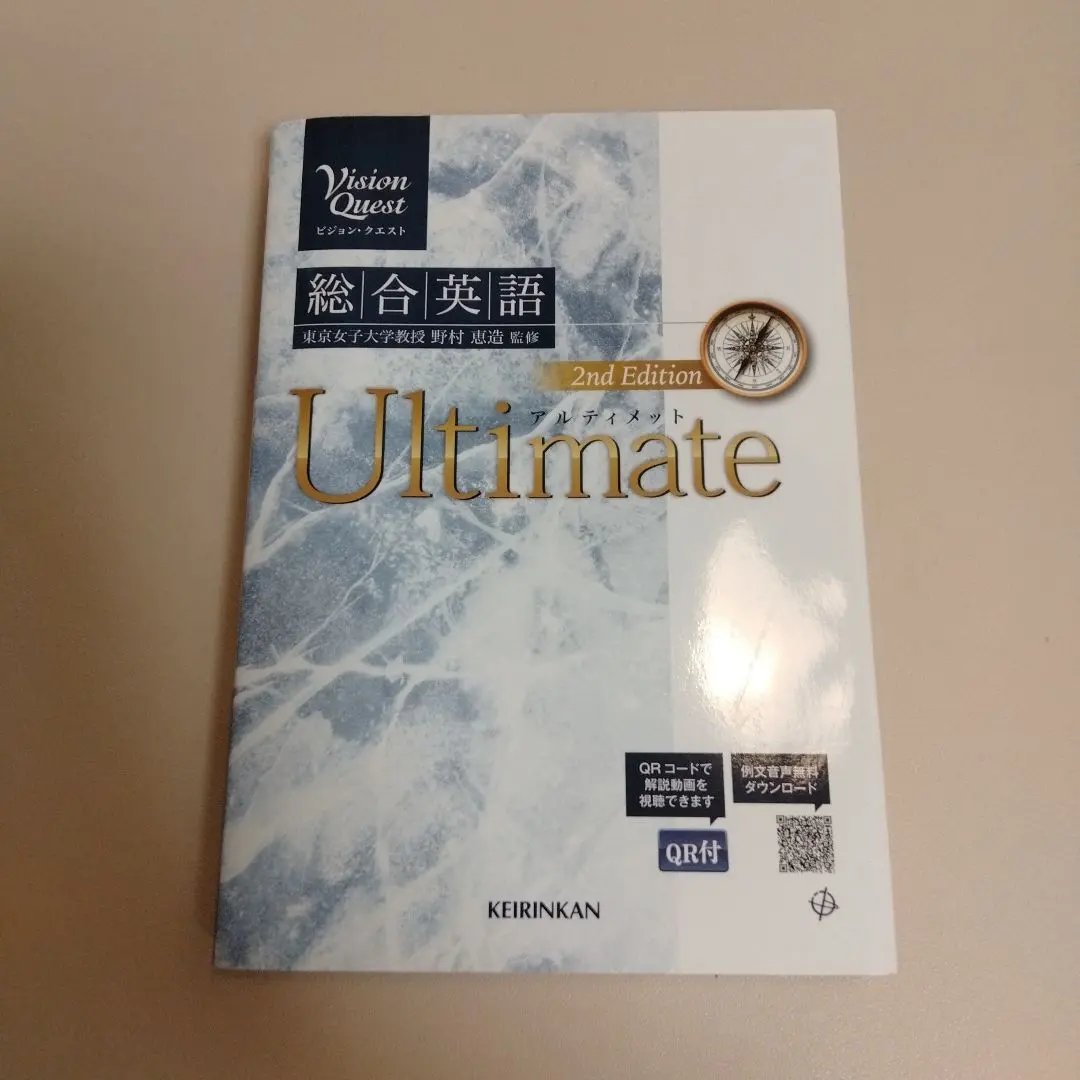 Vision
Quest
ビジョン・クエスト
総合英語
東京女子大学教授 野村 恵造 監修
2nd Edition
アルティメット
Ultimate
QRコードで
解説動画を
視聴できます
例文音声無料
ダウンロード
QR付
KEIRINKAN